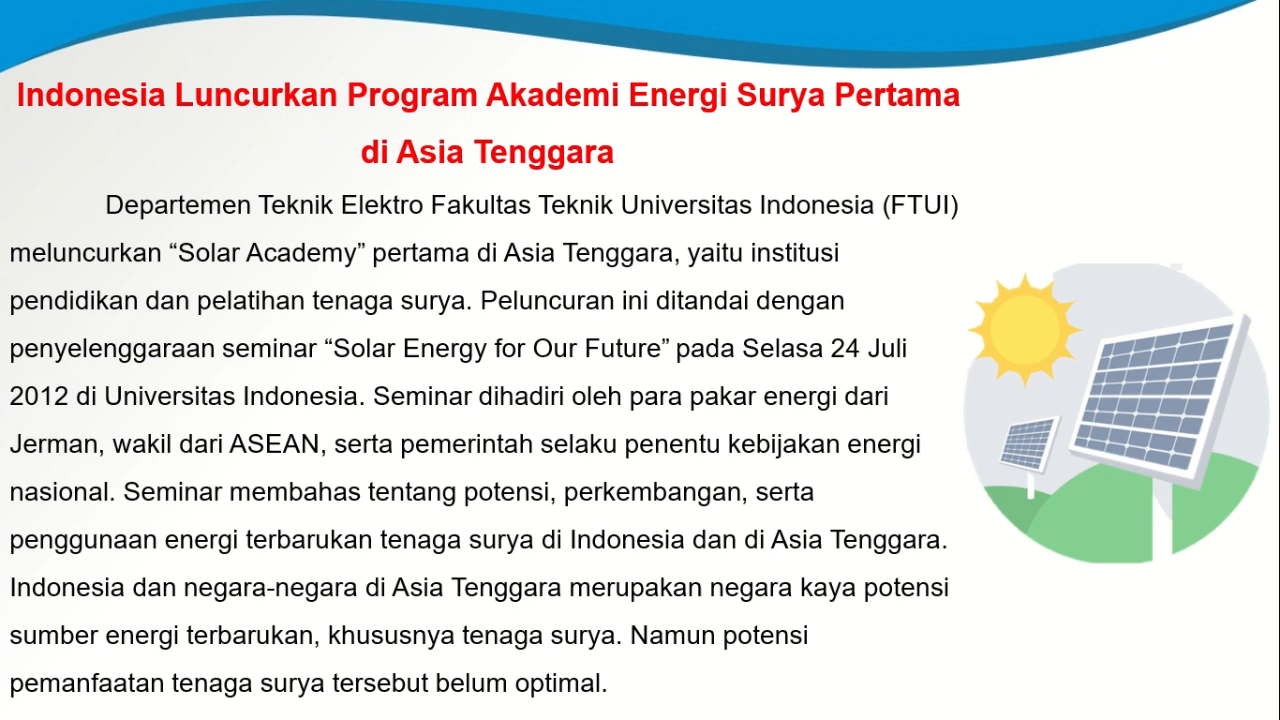 Indonesia Luncurkan Program Akademi Energi Surya Pertama
di Asia Tenggara
Departemen Teknik Elektro Fakultas Teknik Universitas Indonesia (FTUI)
meluncurkan “Solar Academy” pertama di Asia Tenggara, yaitu institusi
pendidikan dan pelatihan tenaga surya. Peluncuran ini ditandai dengan
penyelenggaraan seminar “Solar Energy for Our Future” pada Selasa 24 Juli
2012 di Universitas Indonesia. Seminar dihadiri oleh para pakar energi dari
Jerman, wakil dari ASEAN, serta pemerintah selaku penentu kebijakan energi
nasional. Seminar membahas tentang potensi, perkembangan, serta
penggunaan energi terbarukan tenaga surya di Indonesia dan di Asia Tenggara.
Indonesia dan negara-negara di Asia Tenggara merupakan negara kaya potensi
sumber energi terbarukan, khususnya tenaga surya. Namun potensi
pemanfaatan tenaga surya tersebut belum optimal.